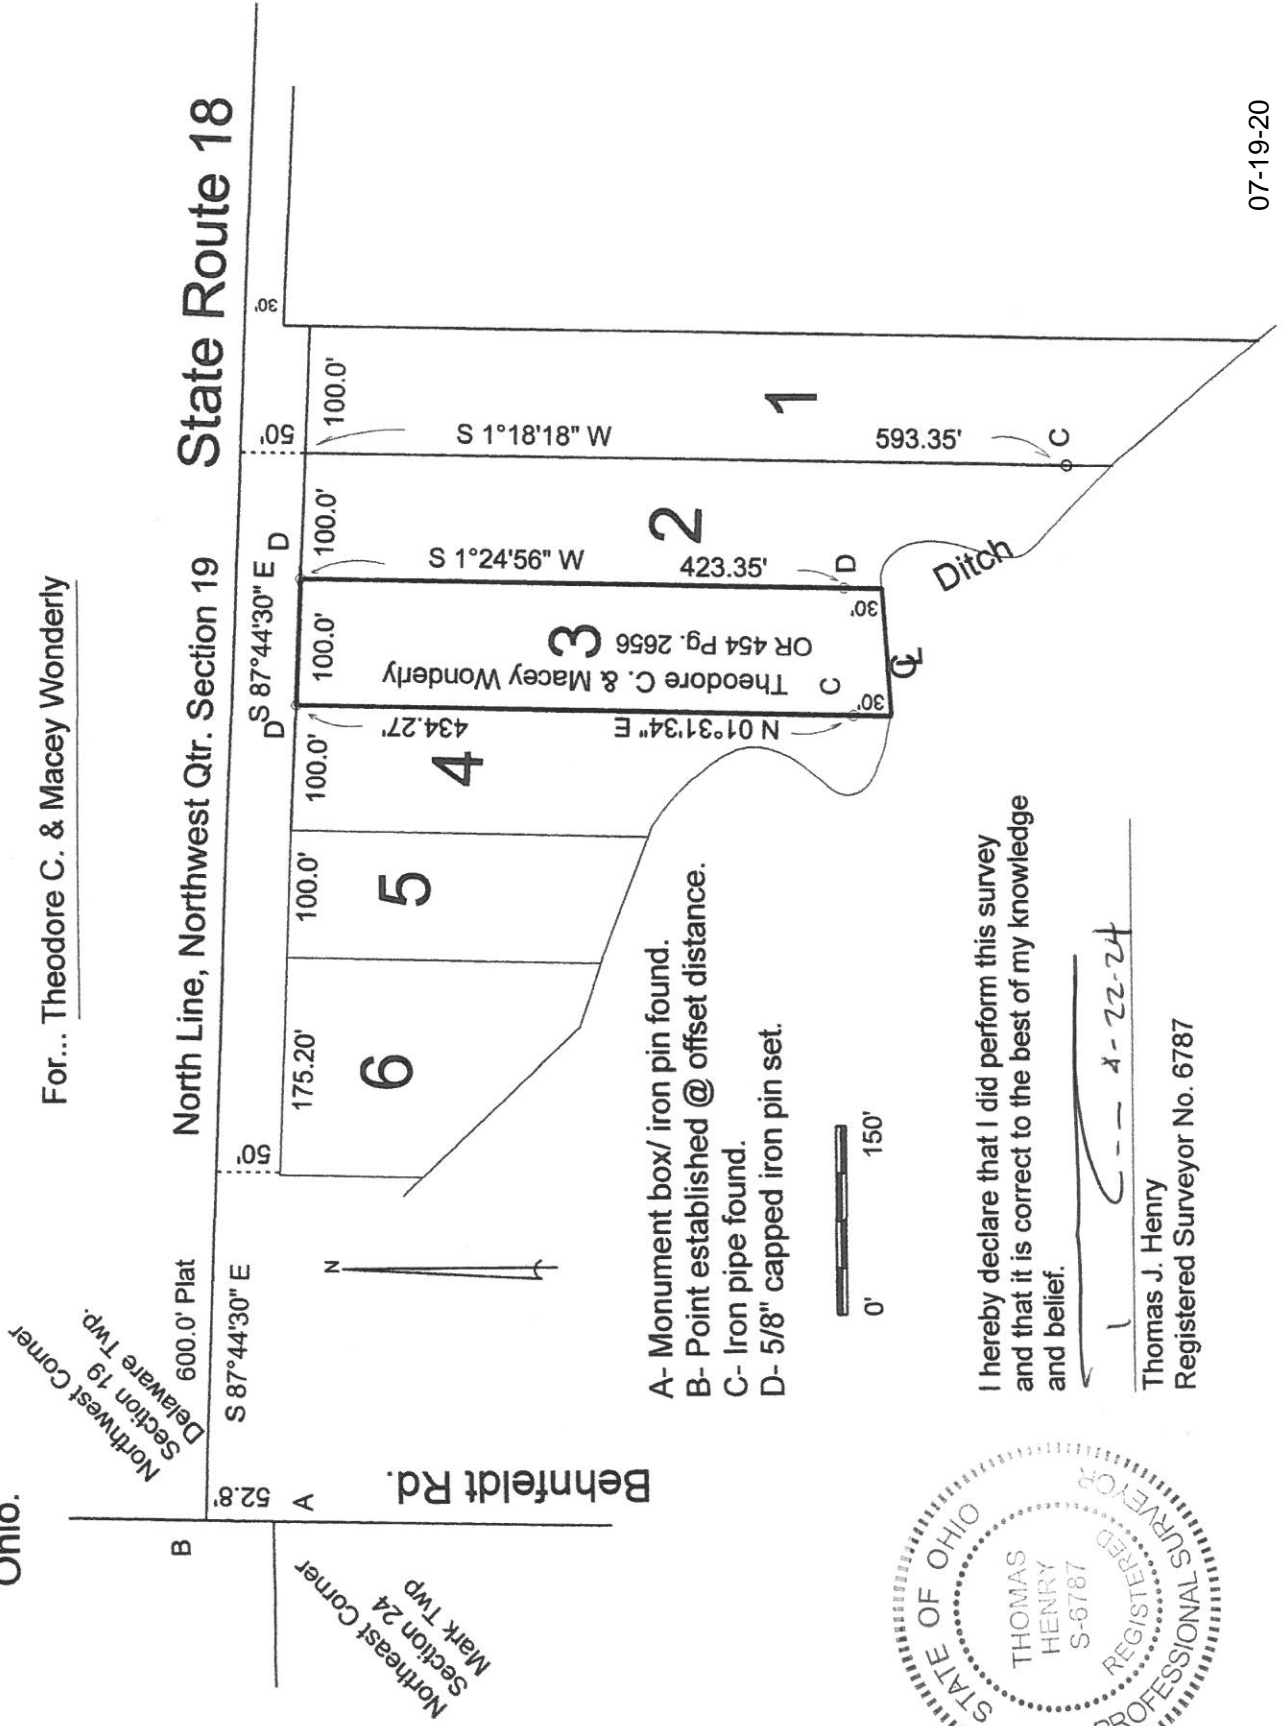 Ohio.
For... Theodore C. & Macey Wonderly
North Line, Northwest Qtr. Section 19
State Route 18
Northwest Corner
Section 19
Delaware Twp.
600.0' Plat
S 87°44'30" E
S 87°44'30" E
B
52.8'
A
Behnfeldt Rd.
Northeast Corner
Section 24
Mark Twp
N
50'
50'
30'
D
D
175.20'
100.0'
100.0'
100.0'
100.0'
100.0'
6
5
4
3
2
1
434.27'
N 01°31'34" E
Theodore C. & Macey Wonderly
OR 454 Pg. 2656
C
30'
30'
D
S 1°24'56" W
423.35'
S 1°18'18" W
593.35'
C
CL
Ditch
A- Monument box/ iron pin found.
B- Point established @ offset distance.
C- Iron pipe found.
D- 5/8" capped iron pin set.
0'
150'
I hereby declare that I did perform this survey
and that it is correct to the best of my knowledge
and belief.
Thomas J. Henry
Registered Surveyor No. 6787
STATE OF OHIO
THOMAS
HENRY
S-6787
REGISTERED
PROFESSIONAL SURVEYOR
07-19-20